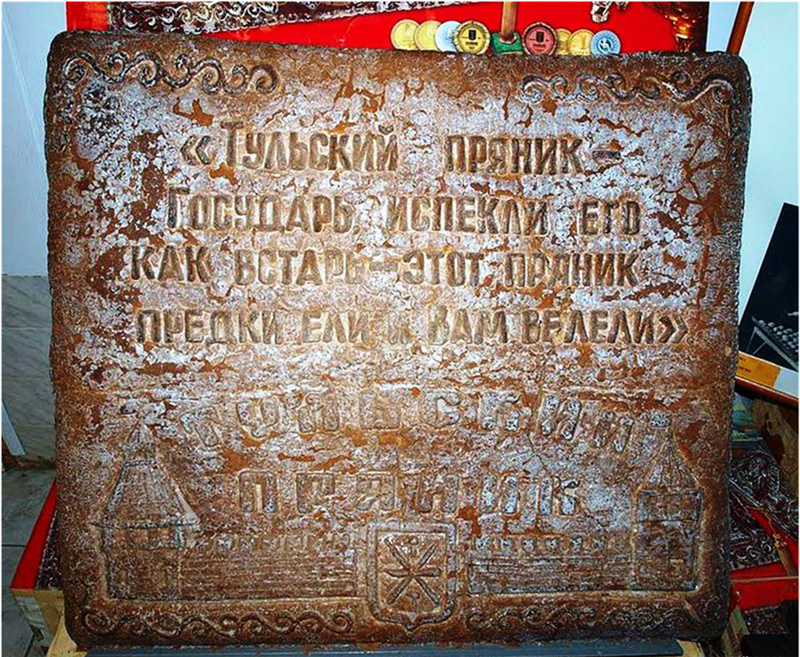 «Тульский пряник –
Государь, испекли его
как встарь – этот пряник
предки ели и вам велели»
тульский
пряник